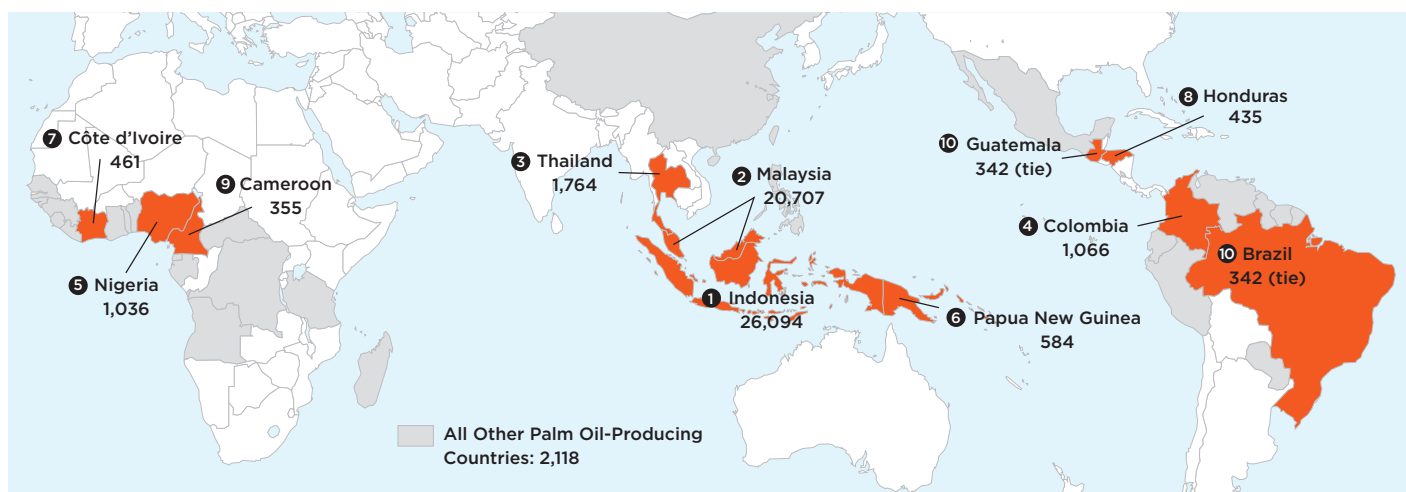 7 Côte d’Ivoire
461
9 Cameroon
355
5 Nigeria
1,036
3 Thailand
1,764
2 Malaysia
20,707
1 Indonesia
26,094
6 Papua New Guinea
584
8 Honduras
435
10 Guatemala
342 (tie)
4 Colombia
1,066
10 Brazil
342 (tie)
All Other Palm Oil-Producing
Countries: 2,118